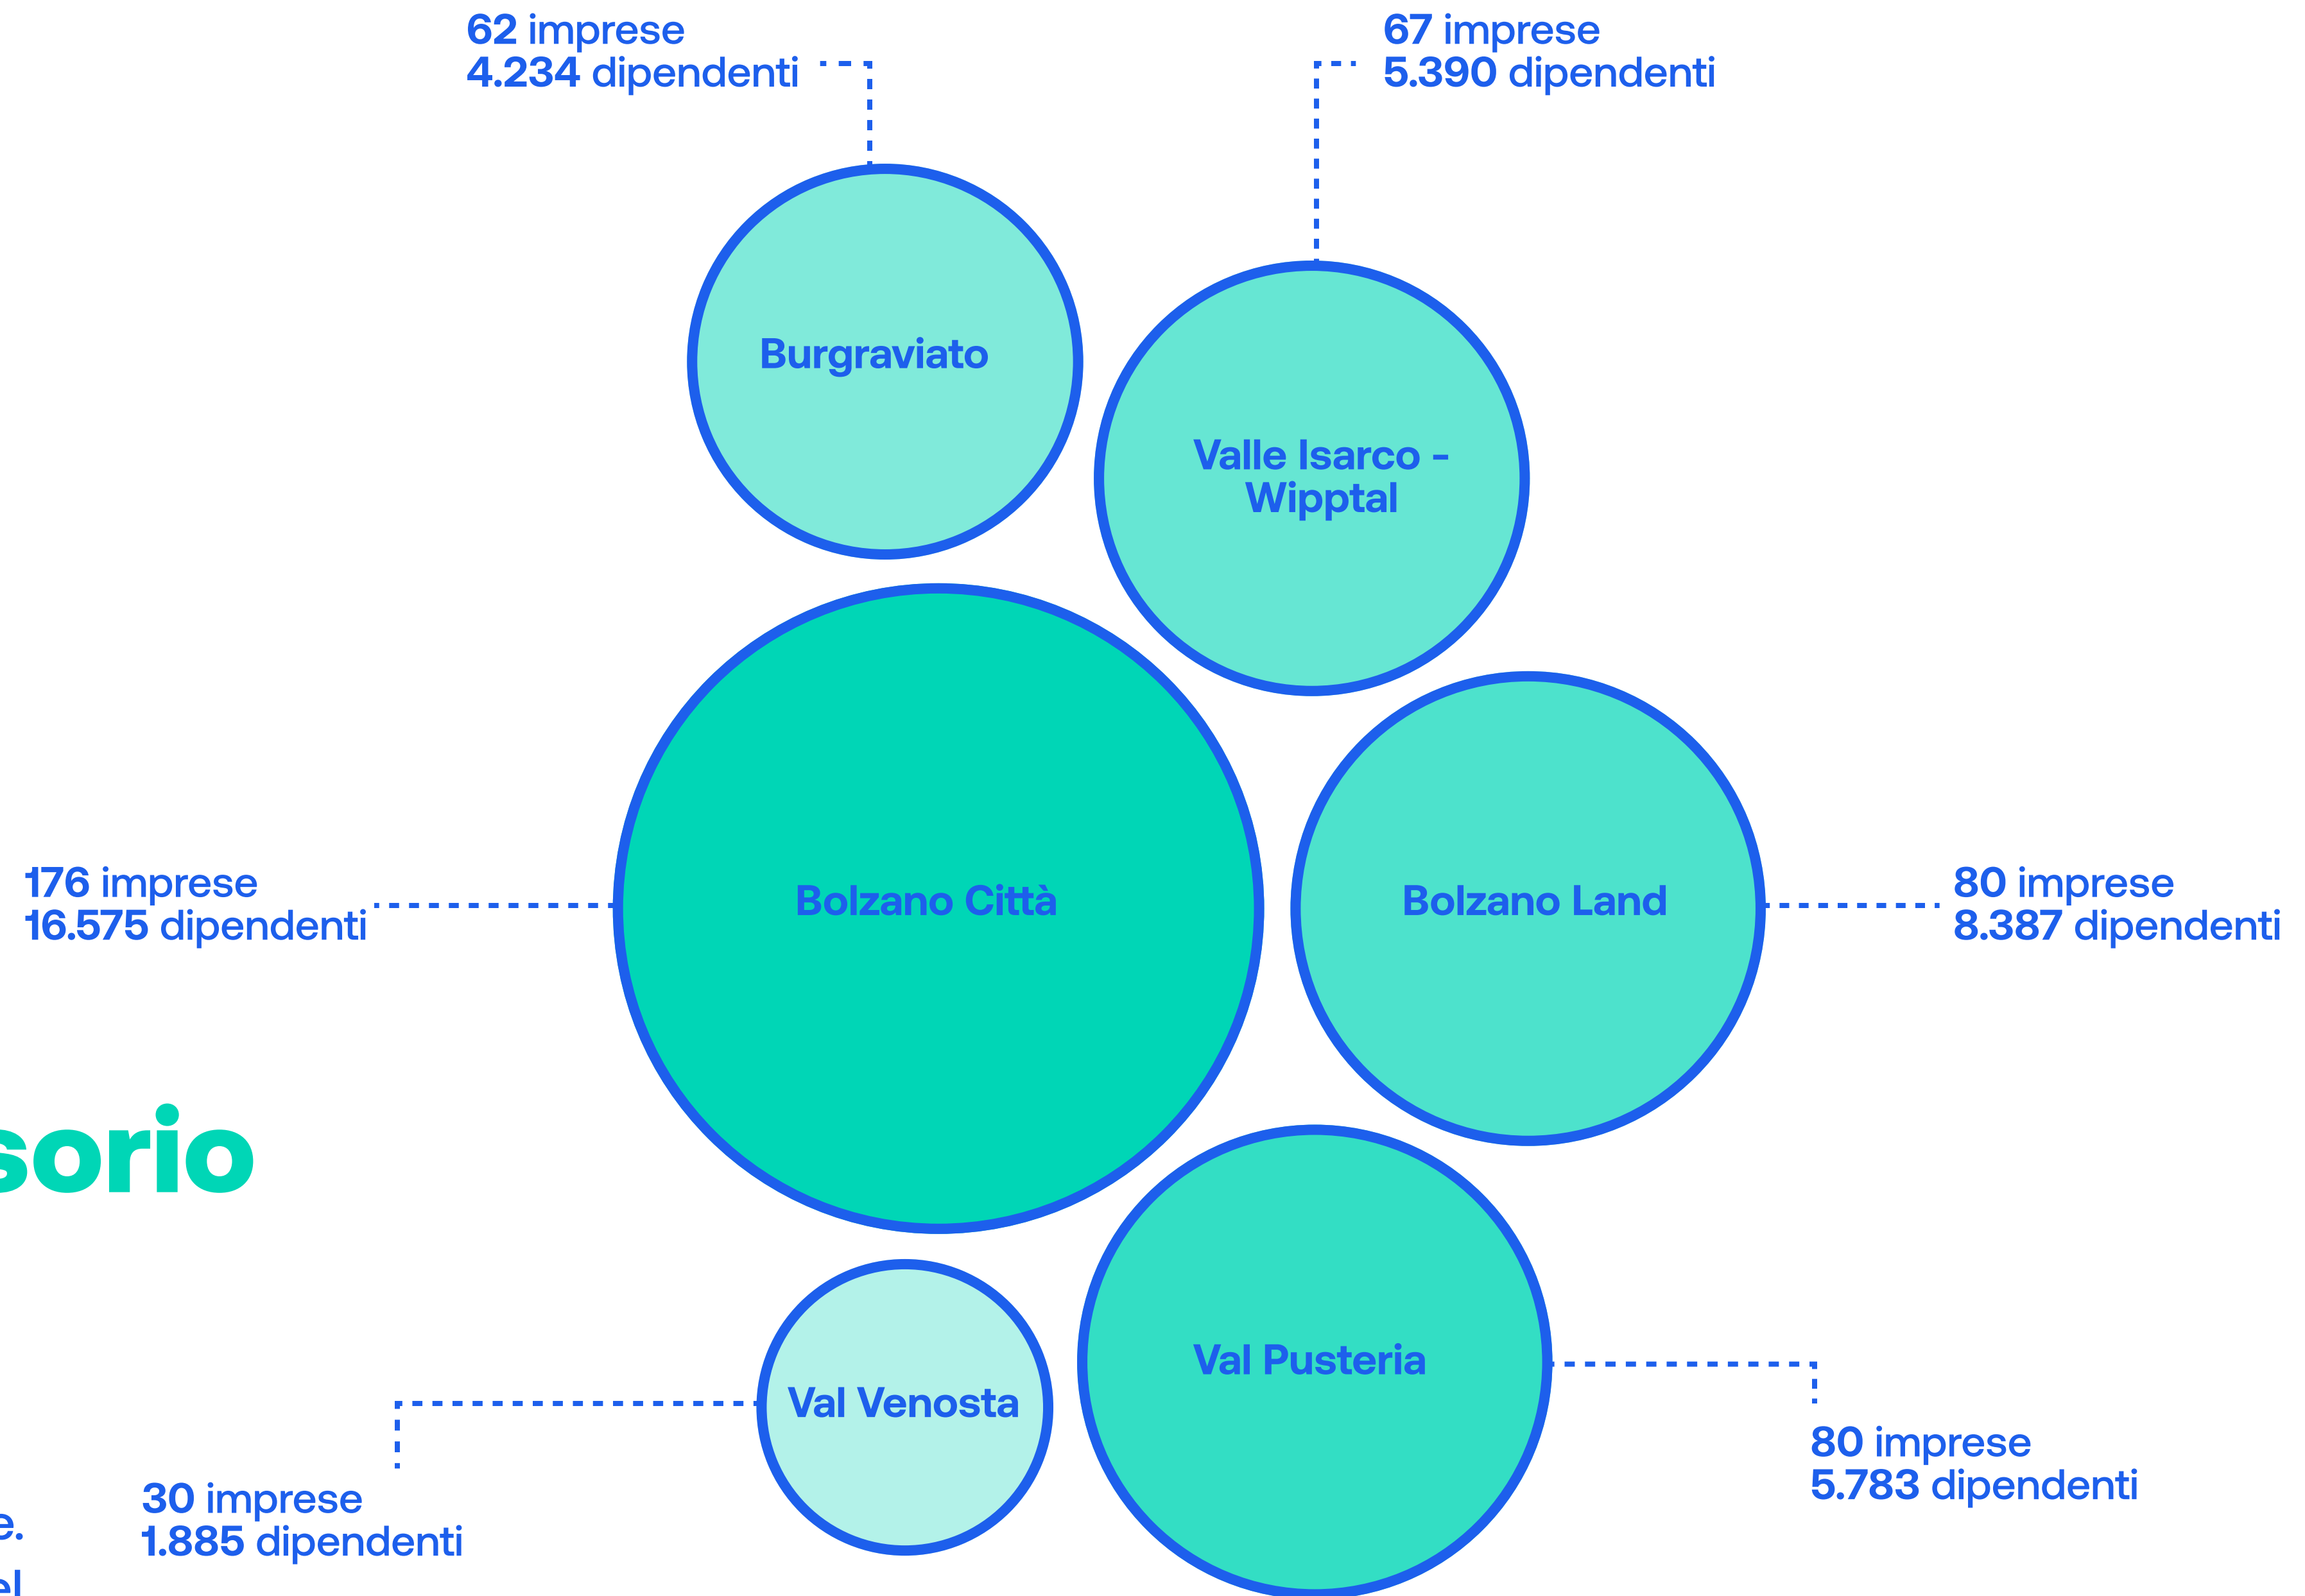 62 imprese
4.234 dipendenti
67 imprese
5.390 dipendenti
Burgraviato
Valle Isarco -
Wipptal
176 imprese
16.575 dipendenti
Bolzano Città
Bolzano Land
80 imprese
8.387 dipendenti
sorio
Val Pusteria
Val Venosta
80 imprese
5.783 dipendenti
30 imprese
1.885 dipendenti
e.
el